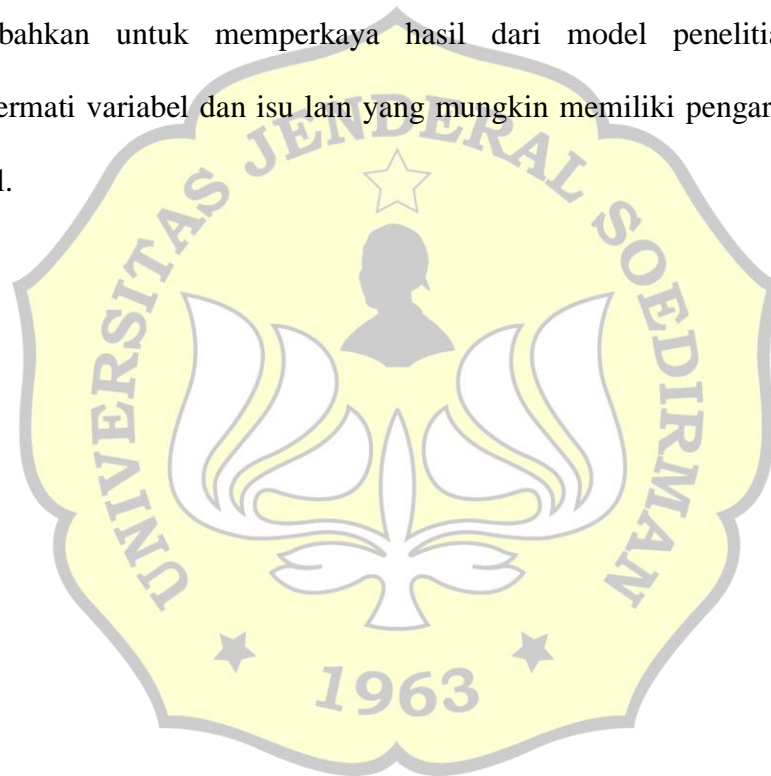 bahkan untuk memperkaya hasil dari model peneliti
ermati variabel dan isu lain yang mungkin memiliki pengar
l.
UNIVERSITAS JENDERAL SOEDIRMAN
1963